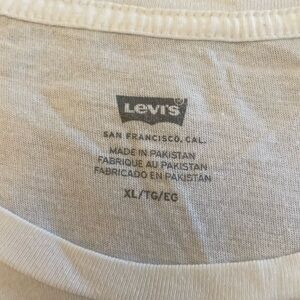 Levi's
SAN FRANCISCO, CAL.
MADE IN PAKISTAN
FABRIQUE AU PAKISTAN
FABRICADO EN PAKISTAN
XL/TG/EG